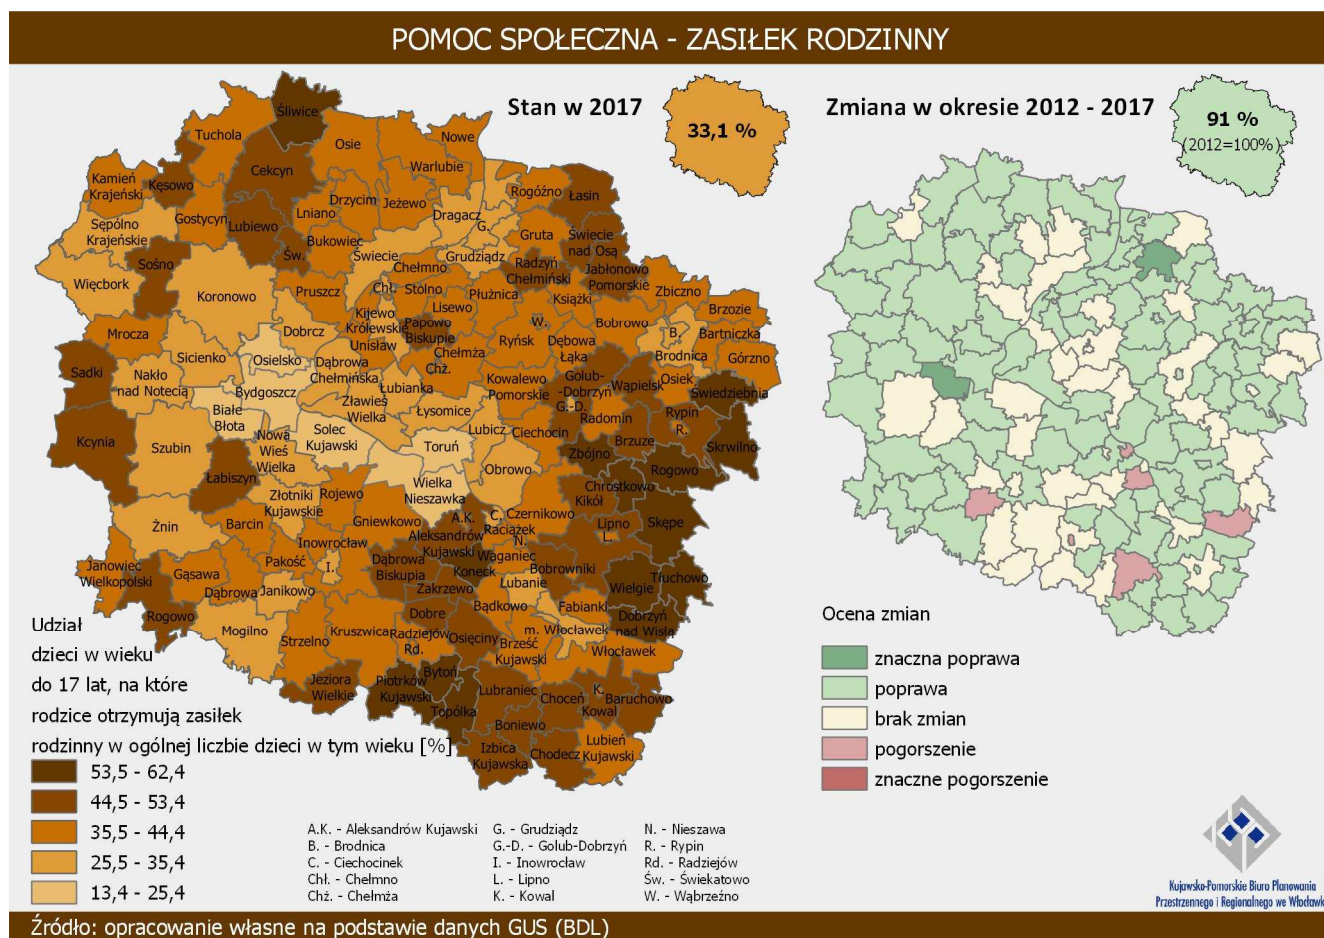 POMOC SPOŁECZNA - ZASIŁEK RODZINNY
Stan w 2017
33,1 %
Zmiana w okresie 2012 - 2017
91 %
(2012=100%)
Śliwice
Tuchola
Osie
Nowe
Warlubie
Cekcyn
Kamień
Krajeński
Kęsowo
Rogóźno
Łasin
Drzycim
Jeżewo
Lniano
Gostycyn
Lubiewo
Dragacz
G.
Sępólno
Krajeńskie
Bukowiec
Gruta
Świecie
nad Osą
Św.
Świecie
Grudziądz
Sośno
Radzyń
Chełmiński
Jabłonowo
Pomorskie
Chełmno
Więcbork
Koronowo
Pruszcz
Chł.
Stolno
Płużnica
Książki
Zbiczno
Lisewo
Brzozie
Kijewo
Królewskie
Papowo
Biskupie
W.
Bobrowo
B.
Bartniczka
Mrocza
Dobrcz
Unisław
Ryńsk
Dębowa
Łąka
Brodnica
Górzno
Sicienko
Osielsko
Dąbrowa
Chełmińska
Chełmża
Chż.
Sadki
Nakło
nad Notecią
Bydgoszcz
Łubianka
Kowalewo
Pomorskie
Golub-
-Dobrzyń
G.-D.
Wąpielsk
Osiek
Świedziebnia
Białe
Błota
Zławieś
Wielka
Łysomice
Radomin
Rypin
R.
Kcynia
Nowa
Wieś
Wielka
Solec
Kujawski
Toruń
Lubicz
Ciechocin
Brzuze
Skrwilno
Szubin
Zbójno
Rogowo
Łabiszyn
Obrowo
Wielka
Nieszawka
Chrostkowo
Kikół
Złotniki
Kujawskie
Rojewo
Żnin
Barcin
Gniewkowo
A.K.
C.
Czernikowo
Raciążek
Lipno
L.
Skępe
Inowrocław
Aleksandrów
Kujawski
N.
Waganiec
Janowiec
Wielkopolski
Gąsawa
Pakość
I.
Dąbrowa
Biskupia
Koneck
Bobrowniki
Wielgie
Tłuchowo
Dąbrowa
Janikowo
Zakrzewo
Lubanie
Rogowo
Dobre
Bądkowo
Fabianki
Dobrzyń
nad Wisłą
Mogilno
Strzelno
Kruszwica
Radziejów
Rd.
Osięciny
m. Włocławek
Brześć
Kujawski
Włocławek
Jeziora
Wielkie
Piotrków
Kujawski
Bytoń
Lubraniec
Choceń
K.
Kowal
Baruchowo
Topólka
Boniewo
Izbica
Kujawska
Chodecz
Lubień
Kujawski
Udział
dzieci w wieku
do 17 lat, na które
rodzice otrzymują zasiłek
rodzinny w ogólnej liczbie dzieci w tym wieku [%]
53,5 - 62,4
44,5 - 53,4
35,5 - 44,4
25,5 - 35,4
13,4 - 25,4
A.K. - Aleksandrów Kujawski
B. - Brodnica
C. - Ciechocinek
Chł. - Chełmno
Chż. - Chełmża
G. - Grudziądz
G.-D. - Golub-Dobrzyń
I. - Inowrocław
L. - Lipno
K. - Kowal
N. - Nieszawa
R. - Rypin
Rd. - Radziejów
Św. - Świekatowo
W. - Wąbrzeźno
Ocena zmian
znaczna poprawa
poprawa
brak zmian
pogorszenie
znaczne pogorszenie
Kujawsko-Pomorskie Biuro Planowania
Przestrzennego i Regionalnego we Włocławku
Źródło: opracowanie własne na podstawie danych GUS (BDL)